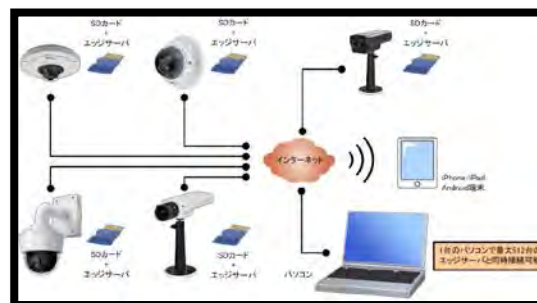 SDカード
+
エッジサーバ
SDカード
+
エッジサーバ
SDカード
+
エッジサーバ
インターネット
iPhone/iPad
Android端末
SDカード
+
エッジサーバ
SDカード
+
エッジサーバ
パソコン
1台のパソコンで最大512台の
エッジサーバと同時接続可能